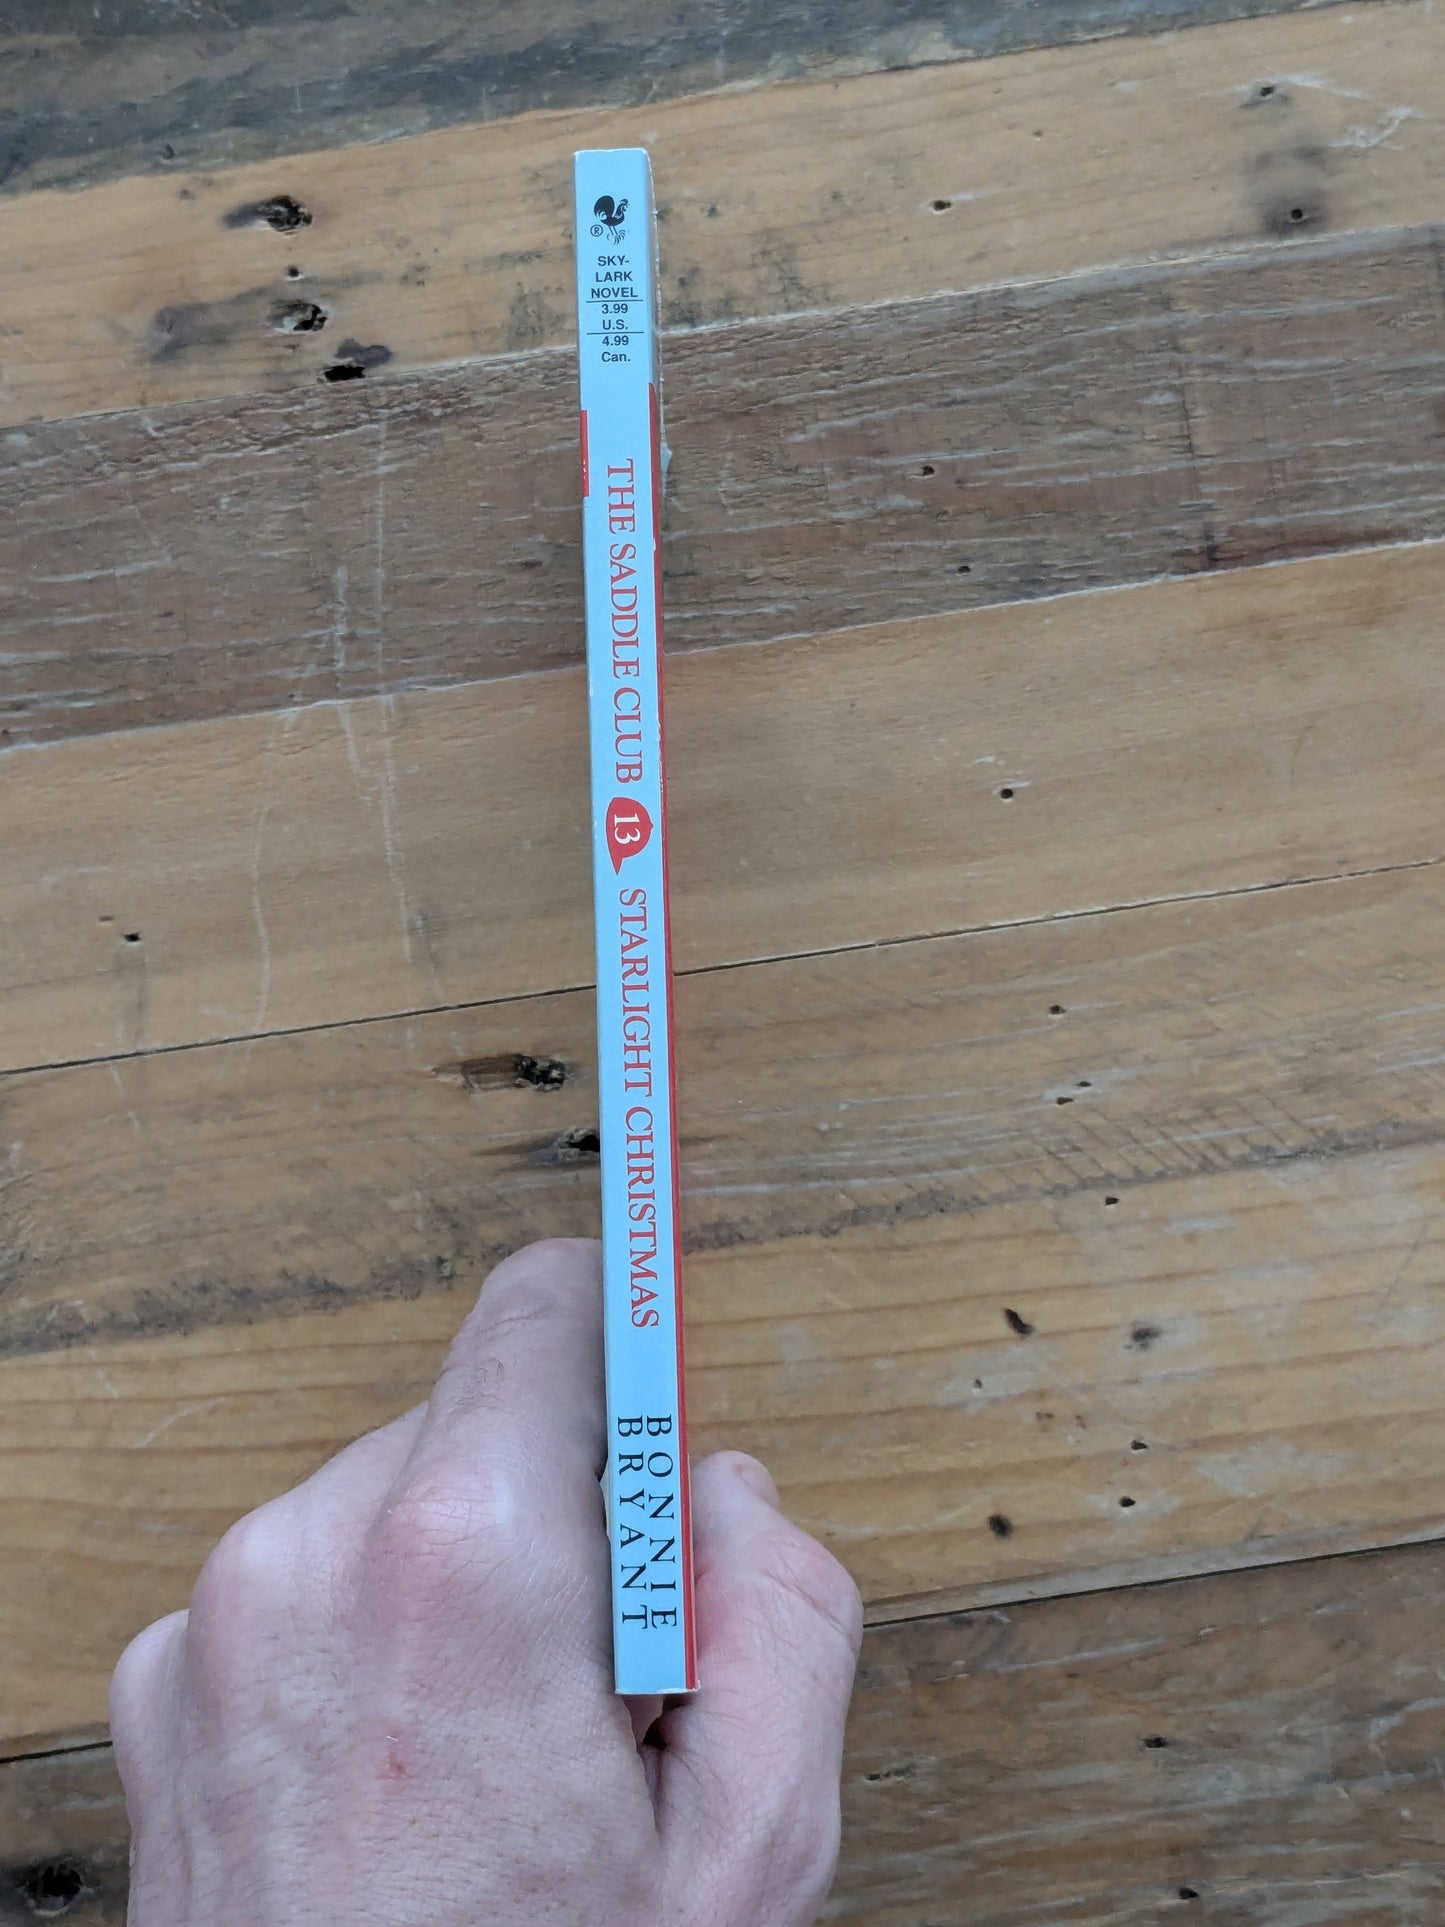 ®
SKY-
LARK
NOVEL
3.99
U.S.
4.99
Can.
THE SADDLE CLUB 13 STARLIGHT CHRISTMAS
BONNIE
BRYANT